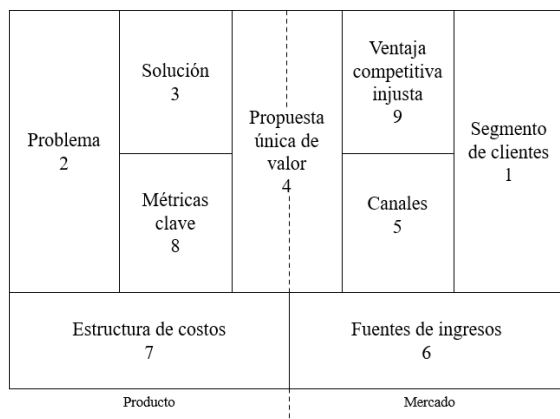 Problema
2
Solución
3
Métricas
clave
8
Propuesta
única de
valor
4
Ventaja
competitiva
injusta
9
Canales
5
Segmento
de clientes
1
Estructura de costos
7
Fuentes de ingresos
6
Producto
Mercado